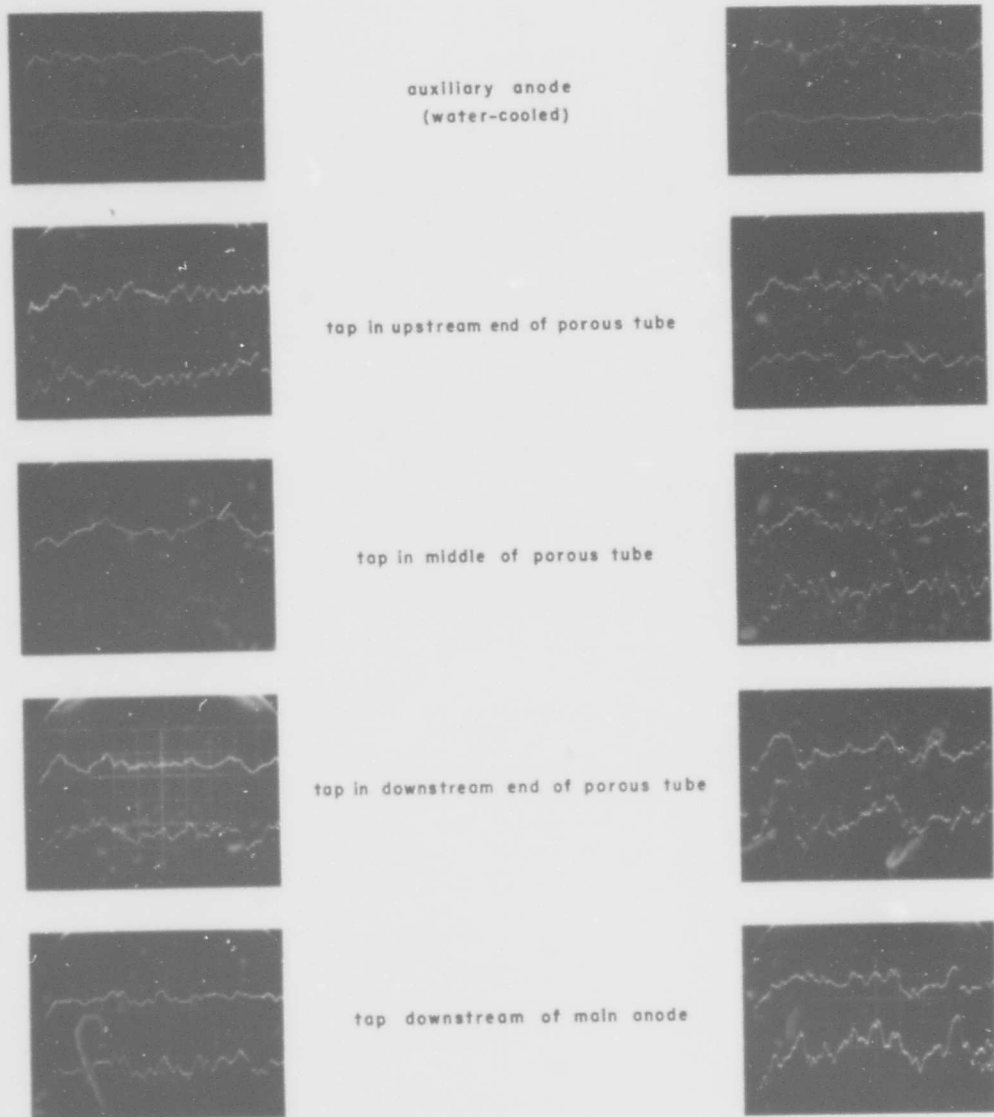 auxiliary anode
(water-cooled)
tap in upstream end of porous tube
tap in middle of porous tube
tap in downstream end of porous tube
tap downstream of main anode